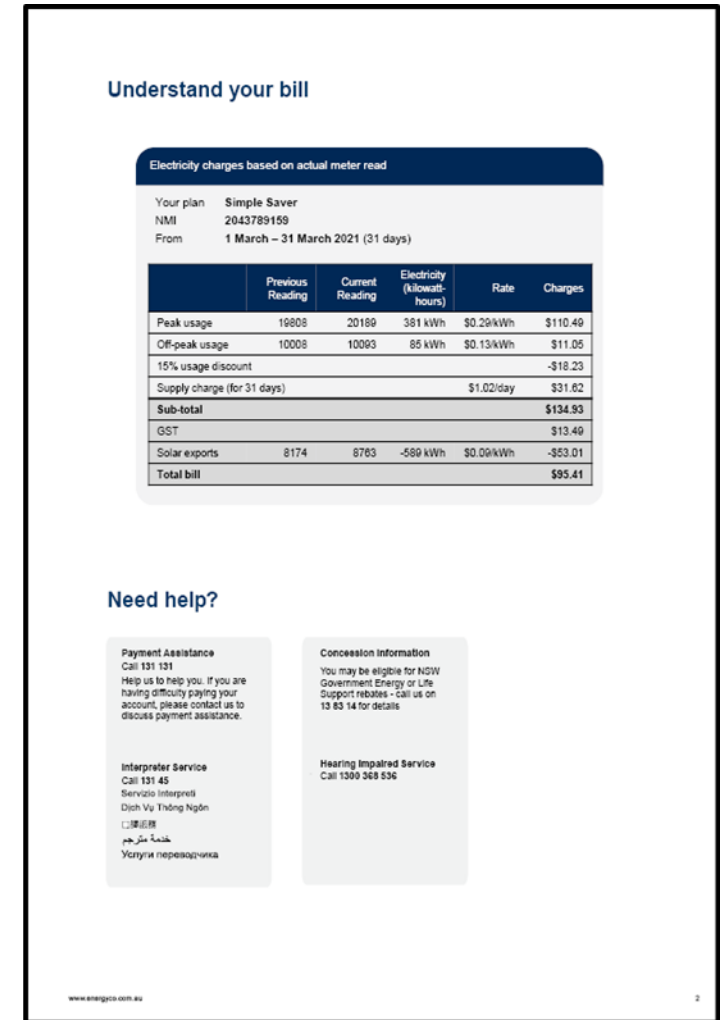 Understand your bill
Electricity charges based on actual meter read
Your plan Simple Saver
NMI 2043789159
From 1 March – 31 March 2021 (31 days)
Previous Reading Current Reading Electricity (kilowatt-hours) Rate Charges
Peak usage 19808 20189 381 kWh $0.29/kWh $110.49
Off-peak usage 10008 10093 85 kWh $0.13/kWh $11.05
15% usage discount -$18.23
Supply charge (for 31 days) $1.02/day $31.62
Sub-total $134.93
GST $13.49
Solar exports 8174 8763 -589 kWh $0.09/kWh -$53.01
Total bill $95.41
Need help?
Payment Assistance
Call 131 131
Help us to help you. If you are
having difficulty paying your
account, please contact us to
discuss payment assistance.
Interpreter Service
Call 131 45
Servizio Interpreti
Dịch Vụ Thông Ngôn
خدمة مترجم
Услуги переводчика
Concession Information
You may be eligible for NSW
Government Energy or Life
Support rebates - call us on
13 83 14 for details
Hearing Impaired Service
Call 1300 368 536
www.energyco.com.au
2